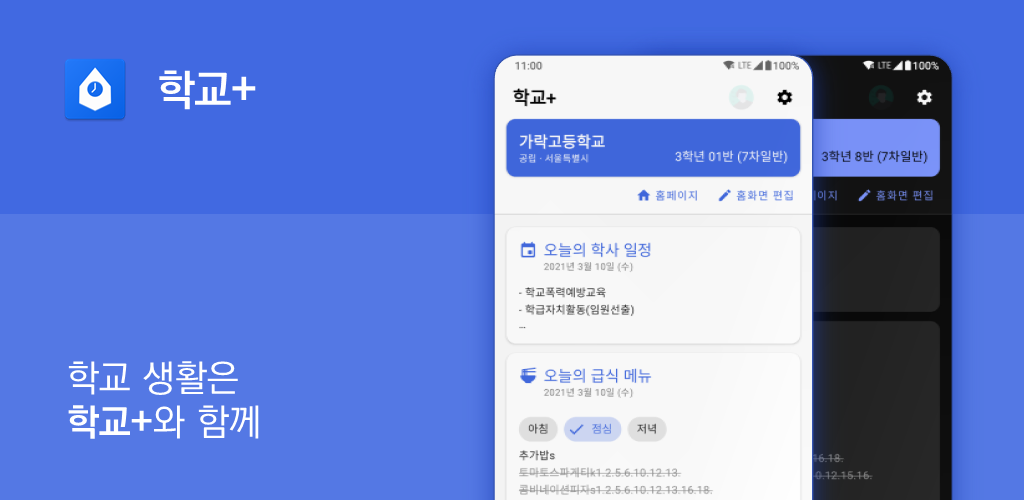 학교+
학교 생활은
학교+와 함께
11:00
LTE 100%
학교+
가락고등학교
공립 · 서울특별시
3학년 01반 (7차일반)
홈페이지
홈화면 편집
오늘의 학사 일정
2021년 3월 10일 (수)
- 학교폭력예방교육
- 학급자치활동(임원선출)
...
오늘의 급식 메뉴
2021년 3월 10일 (수)
아침
점심
저녁
추가밥s
토마토스파게티k1.2.5.6.10.12.13.
콤비네이션피자s1.2.5.6.10.12.13.16.18.
LTE 100%
3학년 8반 (7차일반)
이지
홈화면 편집
16.18.
0.12.15.16.